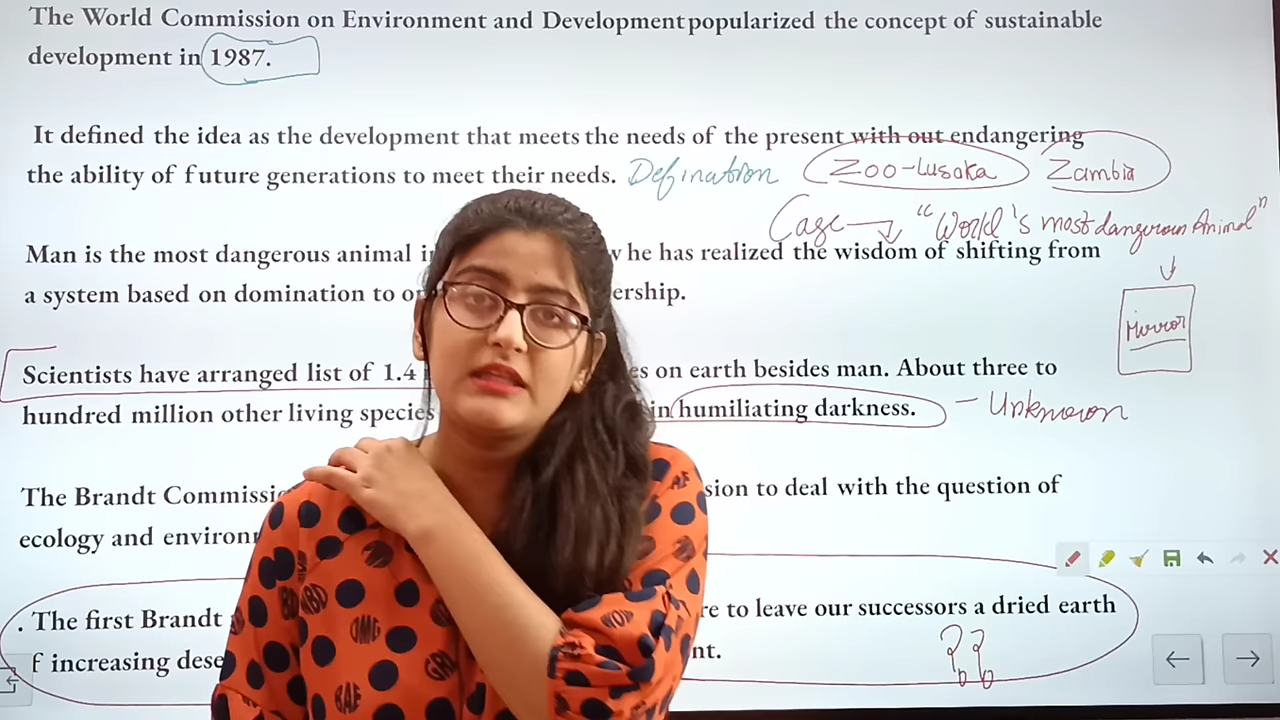 The World Commission on Environment and Development popularized the concept of sustainable
development in 1987.
It defined the idea as the development that meets the needs of the present with out endangering
the ability of future generations to meet their needs. Defination Zoo-Lusaka Zambia
Case → "World's most dangerous Animal"
Man is the most dangerous animal he has realized the wisdom of shifting from
a system based on domination to ership.
Mirror
Scientists have arranged list of 1.4 es on earth besides man. About three to
hundred million other living species in humiliating darkness. - Unknown
The Brandt Commissi sion to deal with the question of
ecology and environ
. The first Brandt re to leave our successors a dried earth
f increasing dese nt.
??
BAE
OMG
GRL
WOW